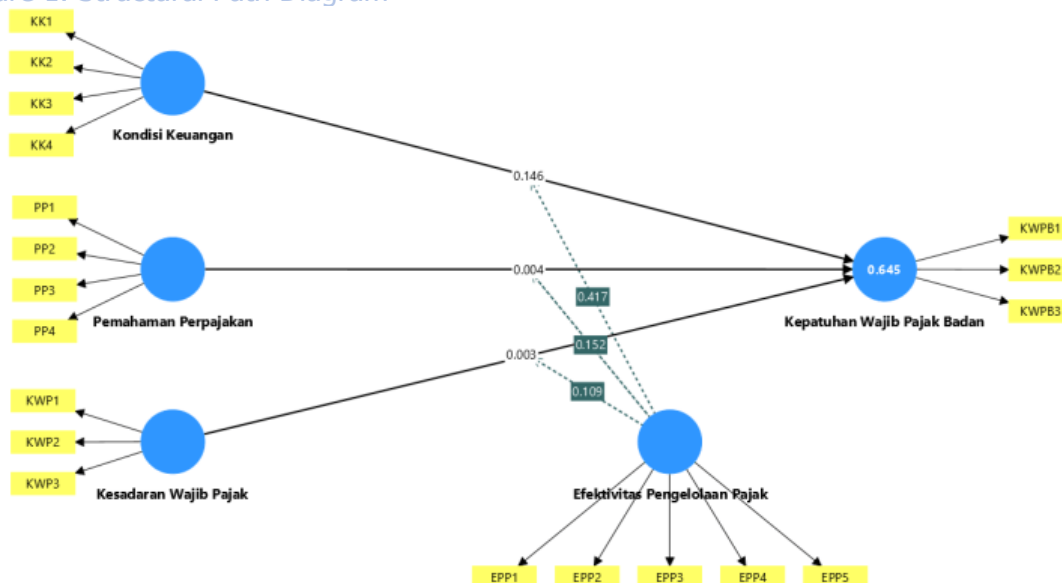 KK1
KK2
KK3
KK4
Kondisi Keuangan
0.146
PP1
PP2
PP3
PP4
Pemahaman Perpajakan
0.004
0.417
0.645
KWPB1
KWPB2
KWPB3
Kepatuhan Wajib Pajak Badan
0.152
0.003
0.109
KWP1
KWP2
KWP3
Kesadaran Wajib Pajak
Efektivitas Pengelolaan Pajak
EPP1
EPP2
EPP3
EPP4
EPP5